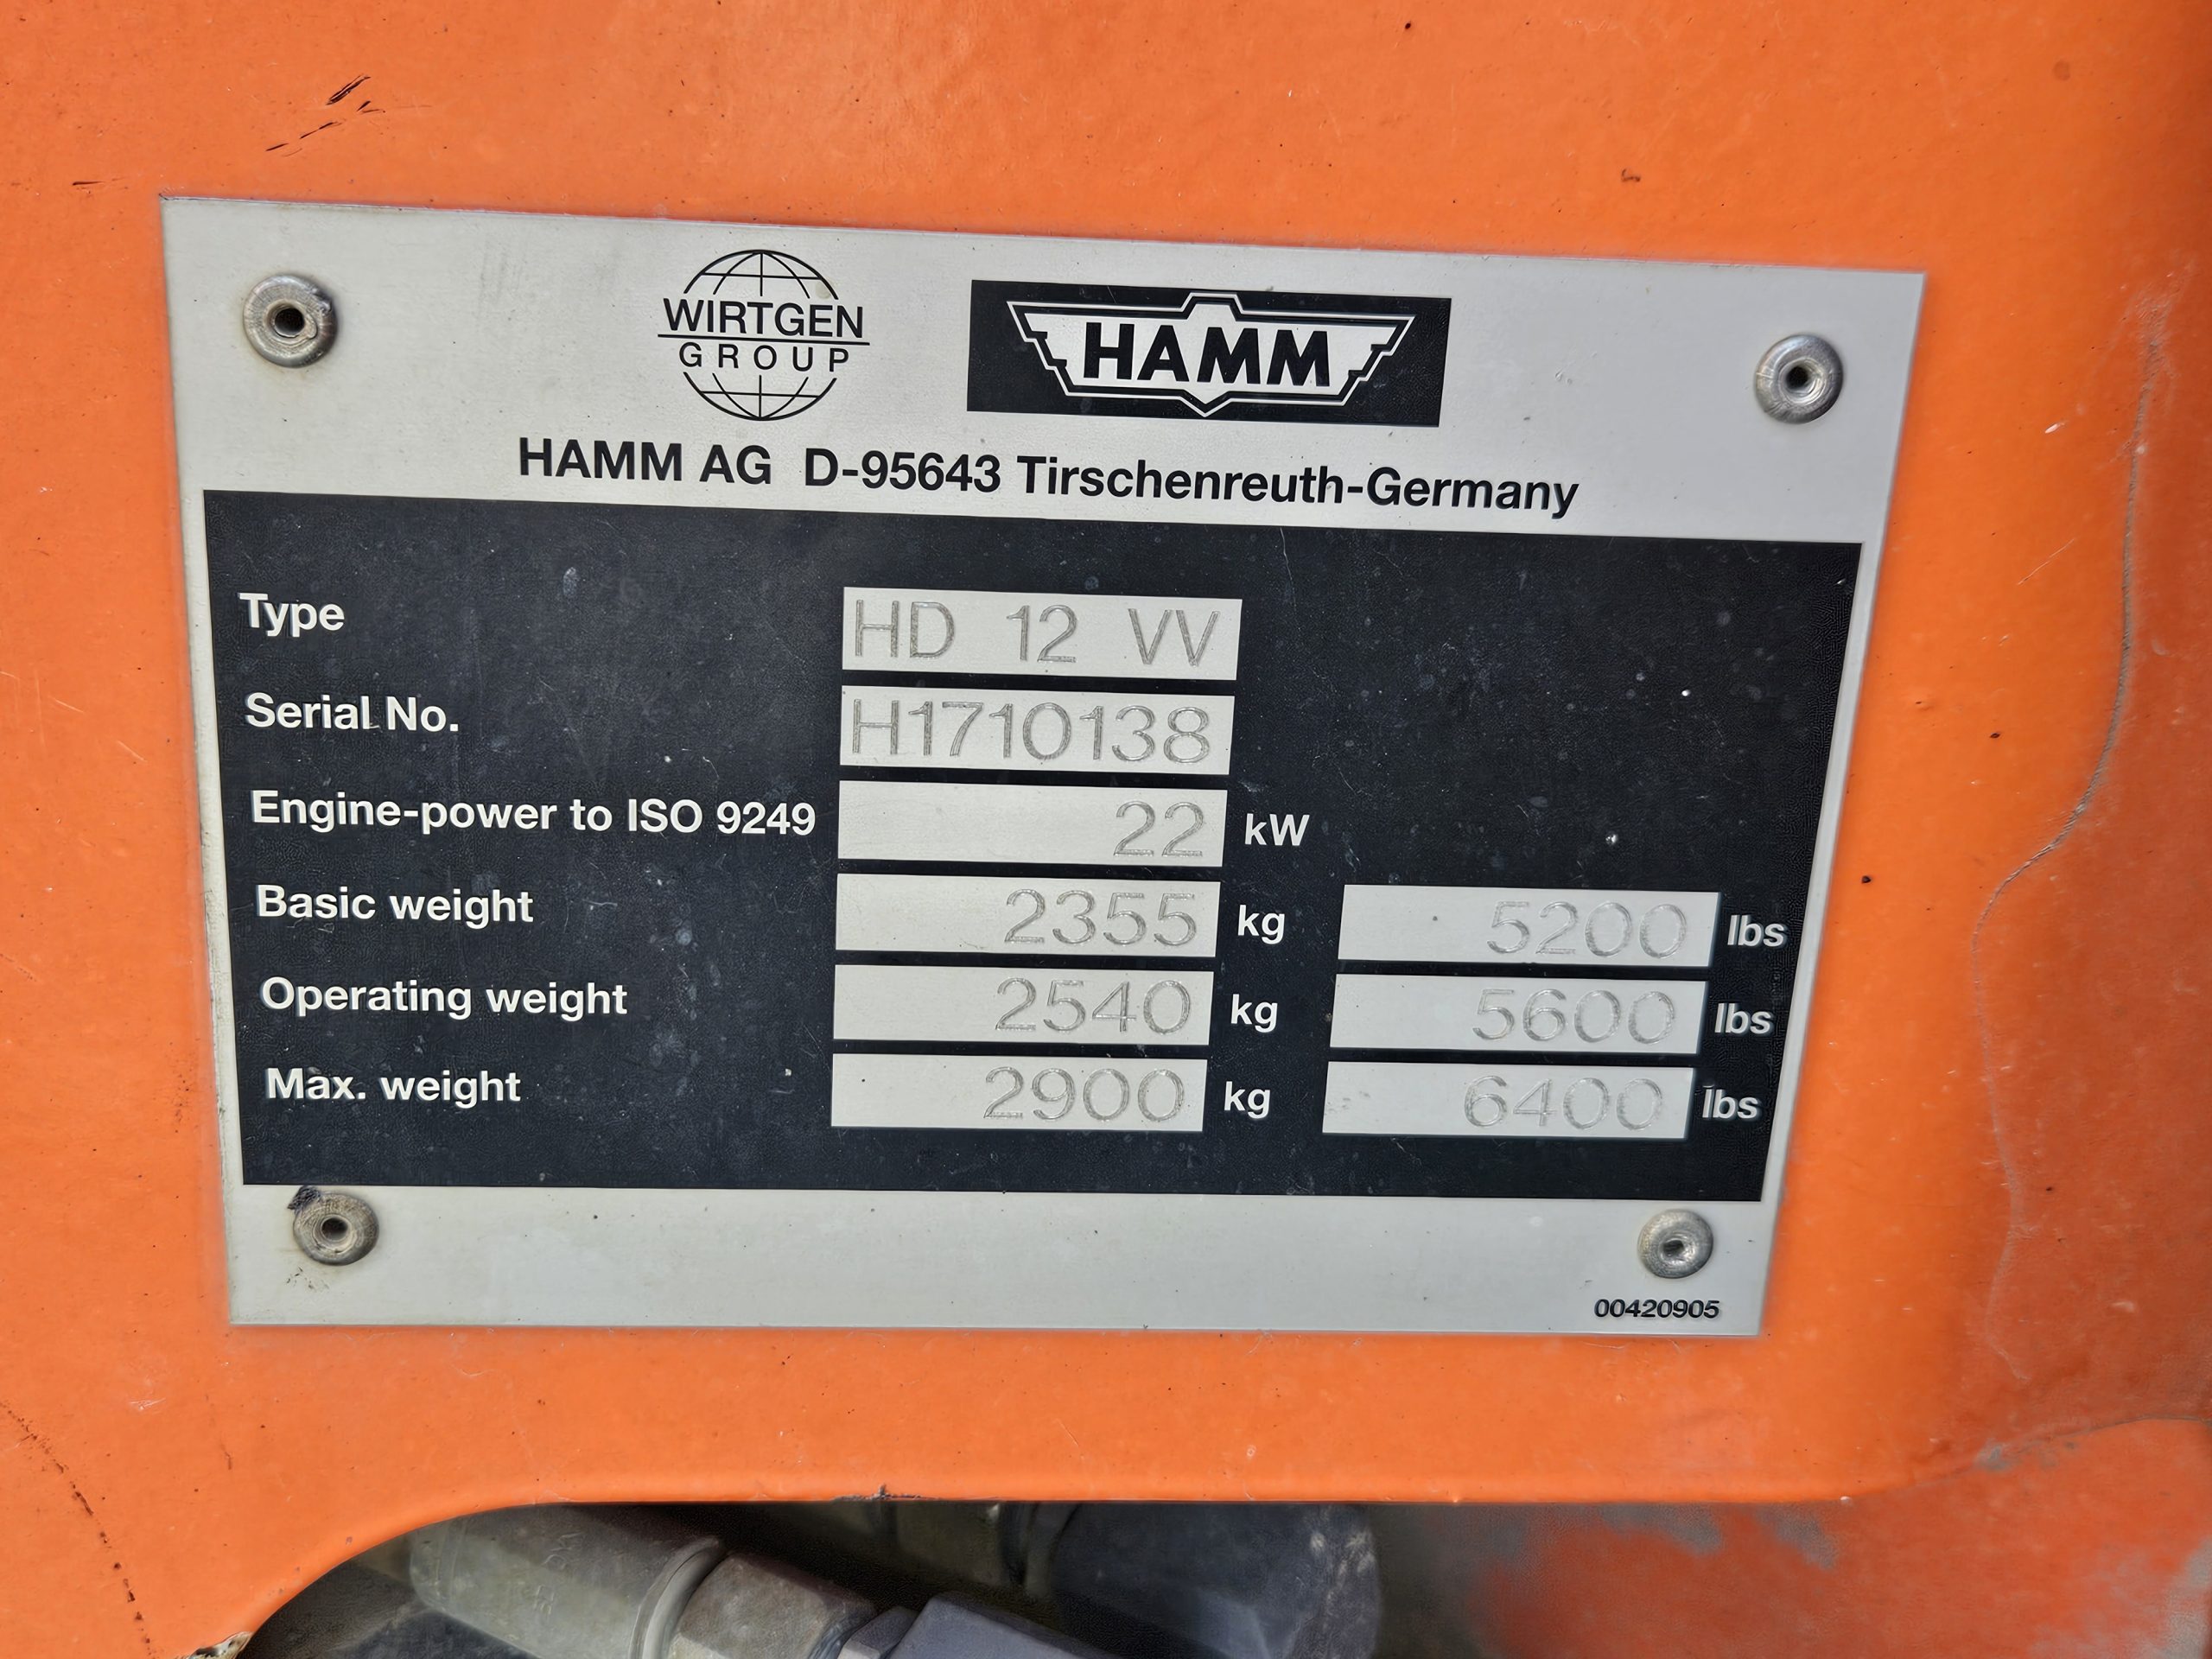 WIRTGEN
GROUP
HAMM
HAMM AG D-95643 Tirschenreuth-Germany
Type HD 12 VV
Serial No. H1710138
Engine-power to ISO 9249 22 kW
Basic weight 2355 kg 5200 lbs
Operating weight 2540 kg 5600 lbs
Max. weight 2900 kg 6400 lbs
00420905